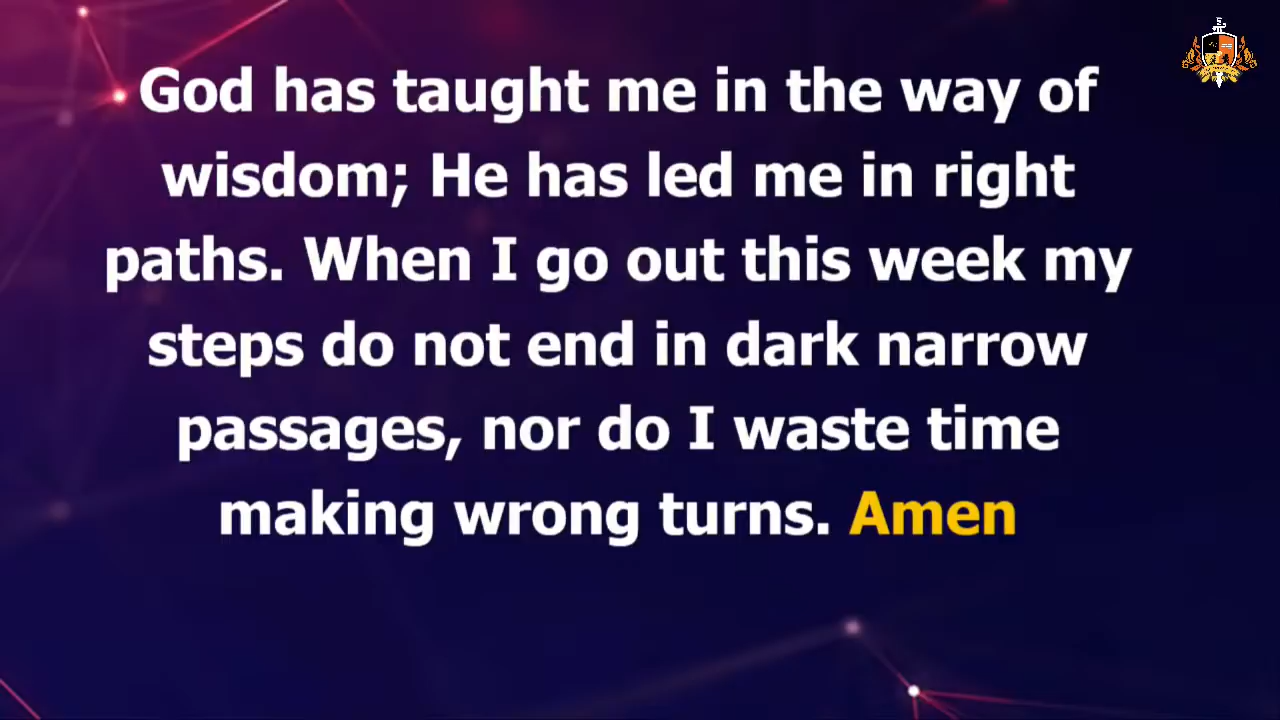 God has taught me in the way of
wisdom; He has led me in right
paths. When I go out this week my
steps do not end in dark narrow
passages, nor do I waste time
making wrong turns. Amen